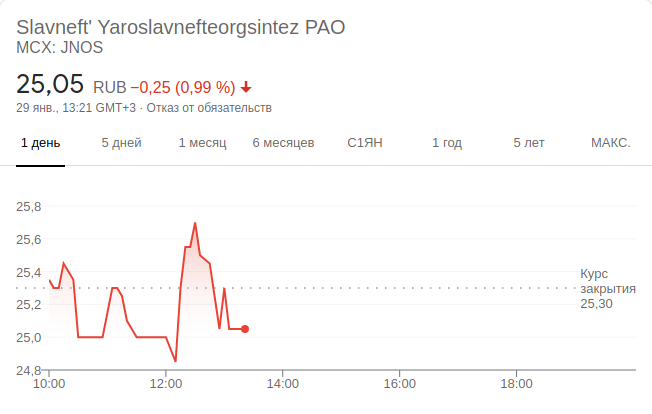 Slavneft' Yaroslavnefteorgsintez PAO
MCX: JNOS
25,05 RUB −0,25 (0,99 %)
29 янв., 13:21 GMT+3 · Отказ от обязательств
1 день 5 дней 1 месяц 6 месяцев С1ЯН 1 год 5 лет МАКС.
25,8
25,6
25,4
25,2
25,0
24,8
Курс
закрытия
25,30
10:00 12:00 14:00 16:00 18:00